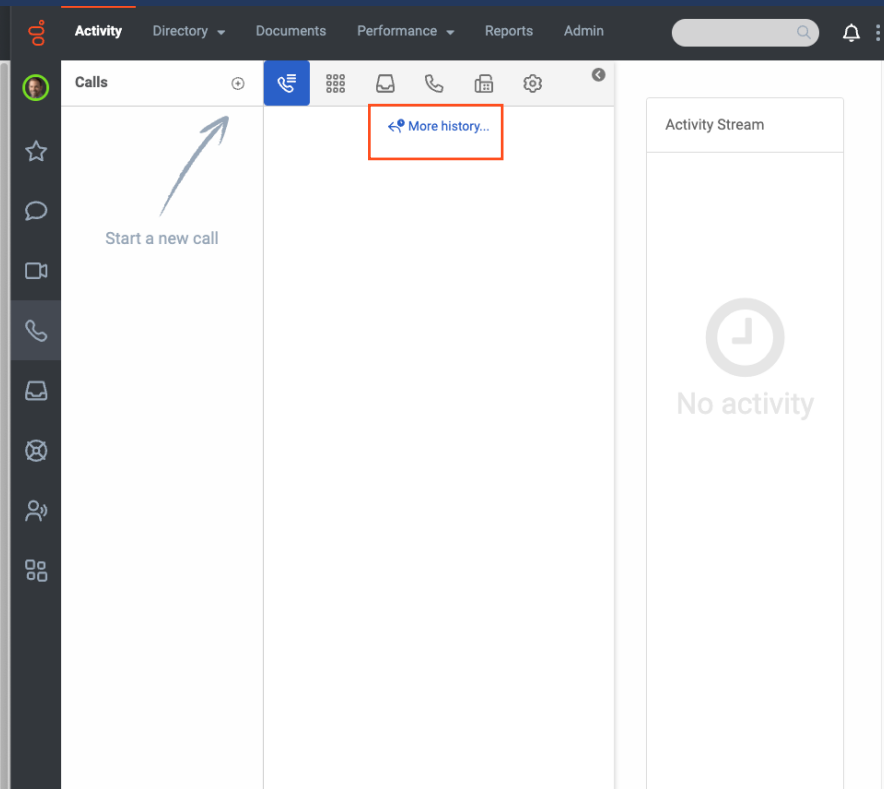 Activity
Directory
Documents
Performance
Reports
Admin
Calls
More history...
Start a new call
Activity Stream
No activity